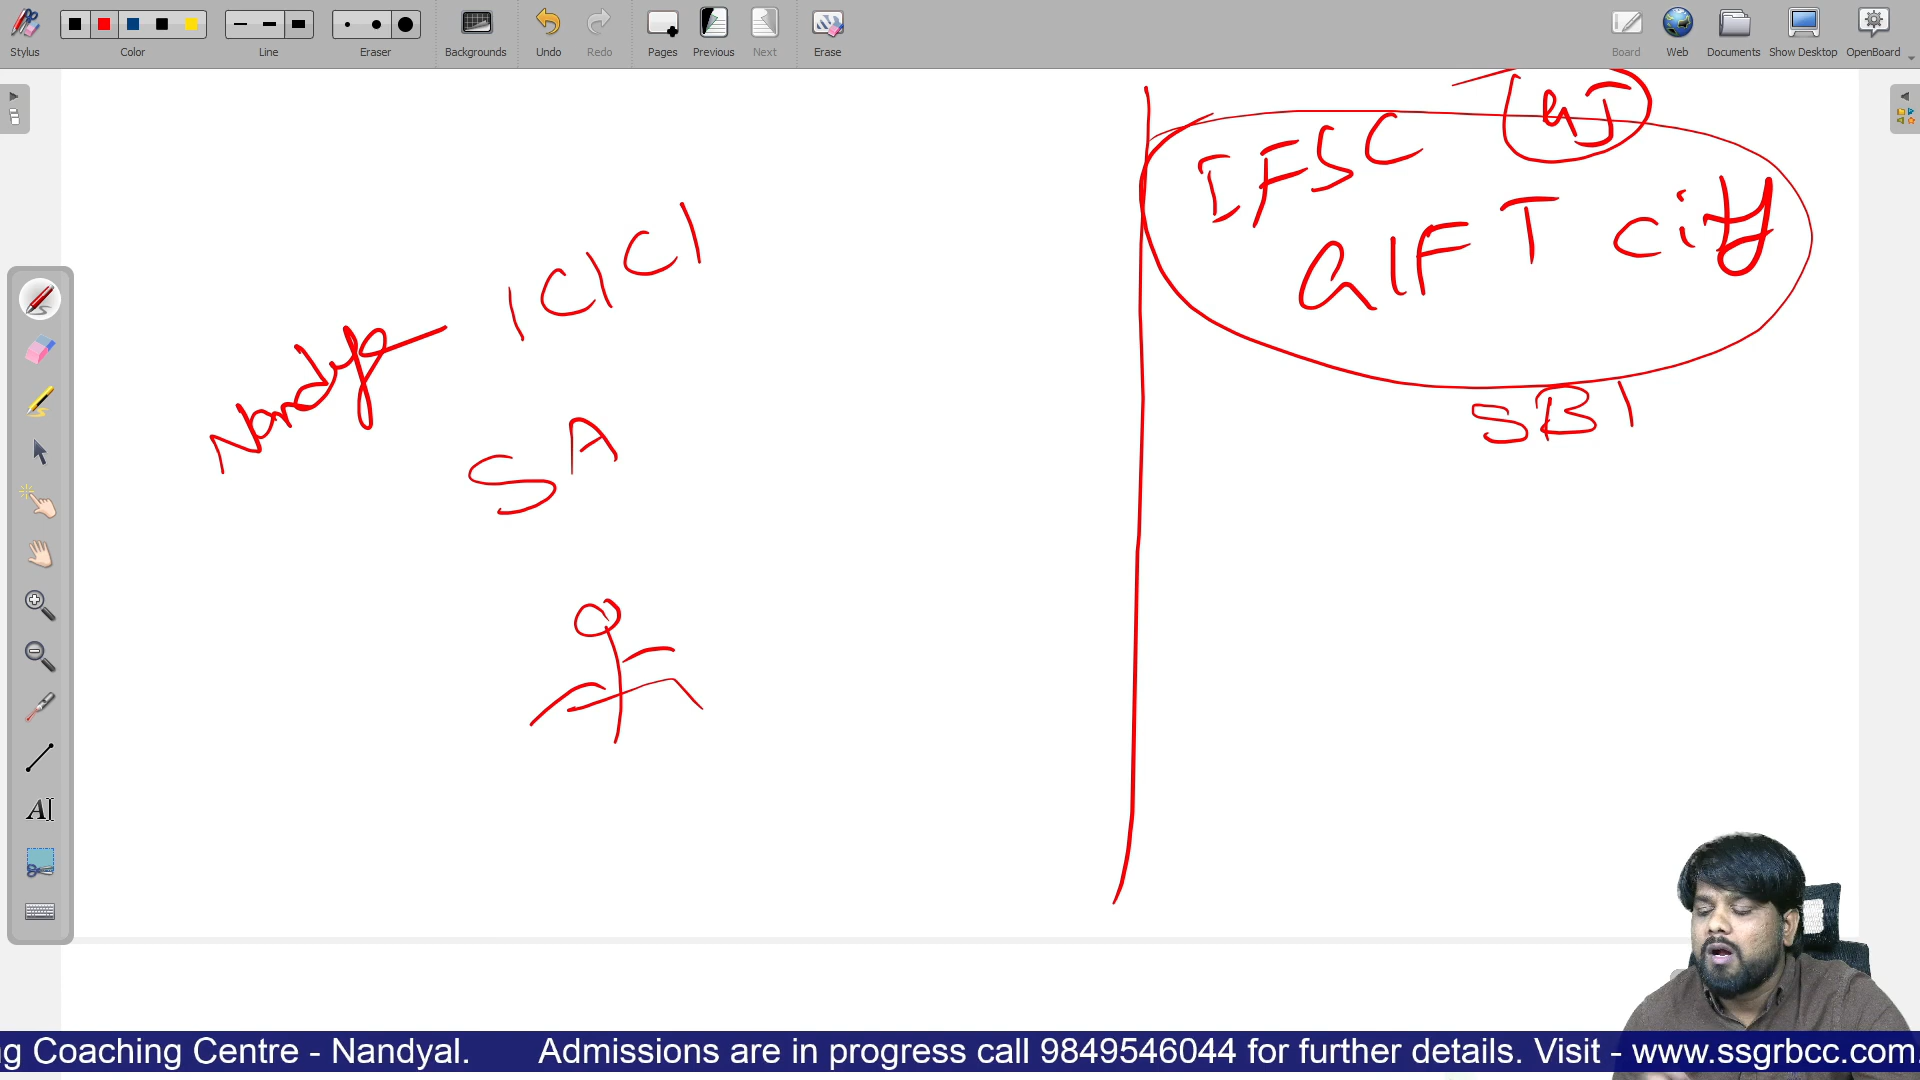 Stylus
Color
Line
Eraser
Backgrounds
Undo
Redo
Pages
Previous
Next
Erase
Board
Web
Documents
Show Desktop
OpenBoard
GJ
IFSC
GIFT city
SBI
ICICI
Nandyal
SA
g Coaching Centre - Nandyal. Admissions are in progress call 9849546044 for further details. Visit - www.ssgrbcc.com.